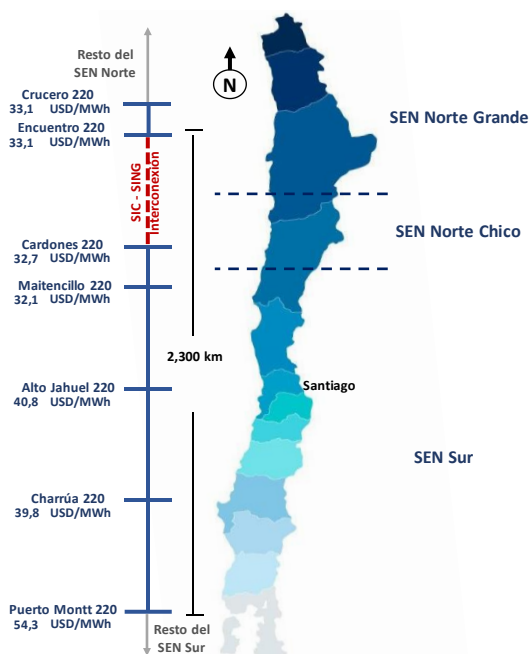 Resto del
SEN Norte
N
Crucero 220
33,1 USD/MWh
Encuentro 220
33,1 USD/MWh
SIC - SING
Interconexión
Cardones 220
32,7 USD/MWh
Maitencillo 220
32,1 USD/MWh
2,300 km
Alto Jahuel 220
40,8 USD/MWh
Charrúa 220
39,8 USD/MWh
Puerto Montt 220
54,3 USD/MWh
Resto del
SEN Sur
SEN Norte Grande
SEN Norte Chico
Santiago
SEN Sur